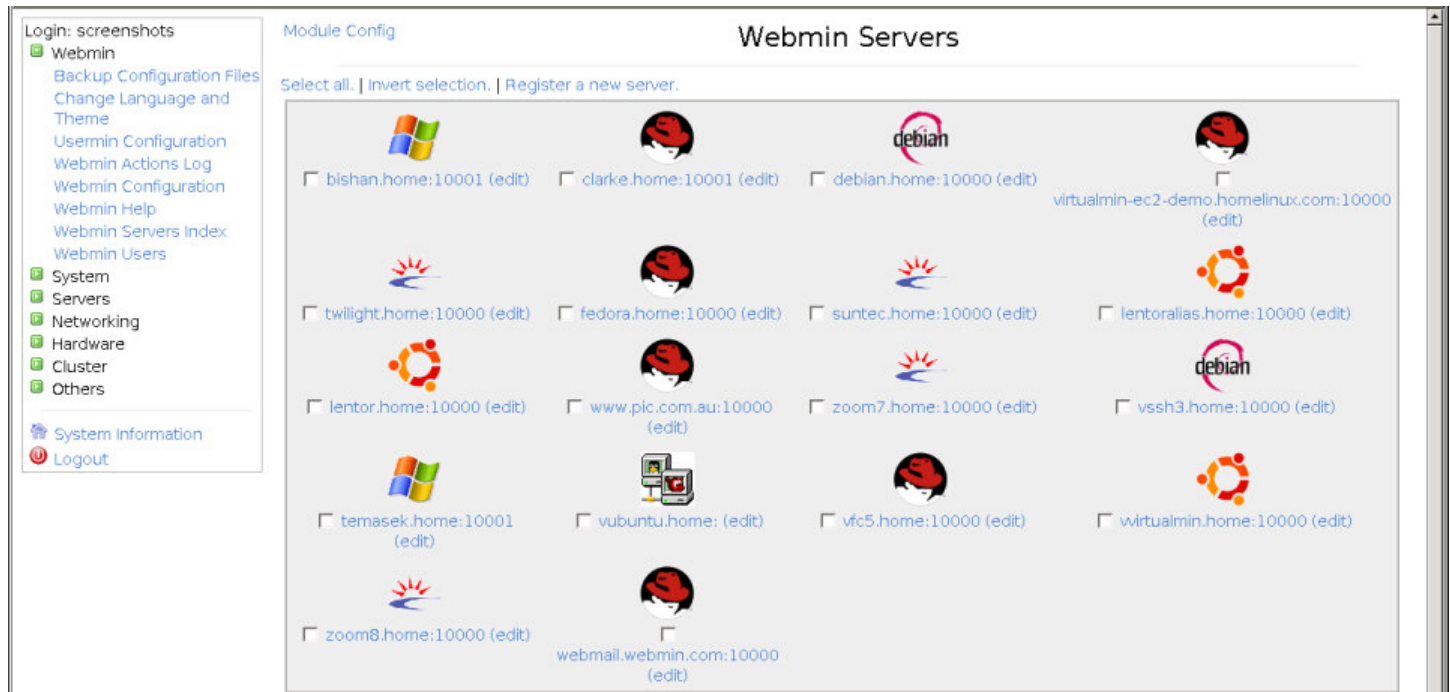 Login: screenshots
Webmin
Backup Configuration Files
Change Language and
Theme
Usermin Configuration
Webmin Actions Log
Webmin Configuration
Webmin Help
Webmin Servers Index
Webmin Users
System
Servers
Networking
Hardware
Cluster
Others
System Information
Logout
Module Config
Webmin Servers
Select all. | Invert selection. | Register a new server.
debian
bishan.home:10001 (edit)
clarke.home:10001 (edit)
debian.home:10000 (edit)
virtualmin-ec2-demo.homelinux.com:10000
(edit)
twilight.home:10000 (edit)
fedora.home:10000 (edit)
suntec.home:10000 (edit)
lentoralias.home:10000 (edit)
debian
lentor.home:10000 (edit)
www.pic.com.au:10000
(edit)
zoom7.home:10000 (edit)
vssh3.home:10000 (edit)
temasek.home:10001
(edit)
vubuntu.home: (edit)
vfc5.home:10000 (edit)
vvirtualmin.home:10000 (edit)
zoom8.home:10000 (edit)
webmail.webmin.com:10000
(edit)